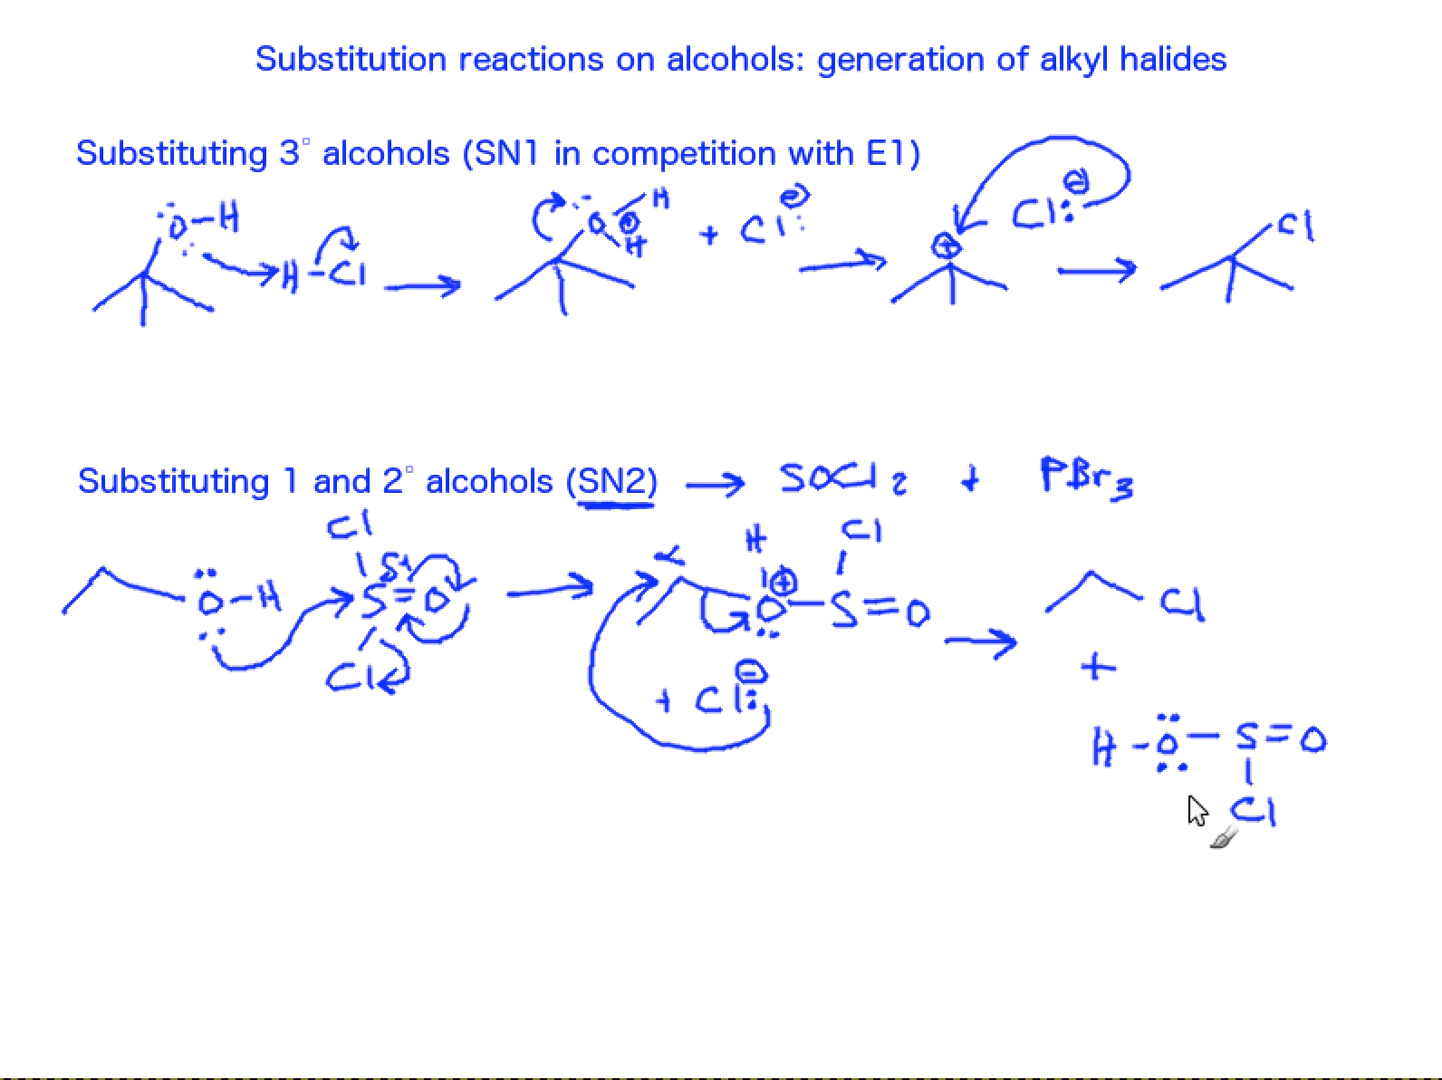 Substitution reactions on alcohols: generation of alkyl halides
Substituting 3° alcohols (SN1 in competition with E1)
O-H H-Cl O⊕ H H + Cl:⊖ ⊕ Cl:⊖ Cl
Substituting 1 and 2° alcohols (SN2) → SOCl2 + PBr3
Cl H Cl
δ+ α ⊕
O-H S=O O-S=O Cl
Cl + Cl:⊖ +
H-O-S=O
Cl